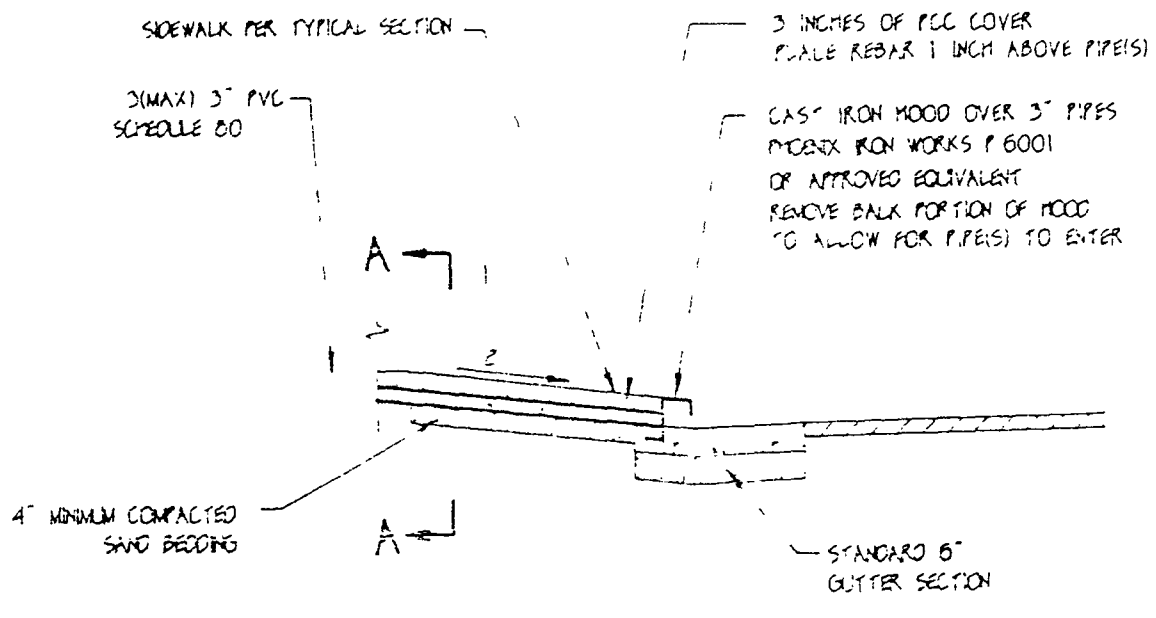 SIDEWALK PER TYPICAL SECTION
3 INCHES OF PCC COVER
PLACE REBAR 1 INCH ABOVE PIPE(S)
3(MAX) 3" PVC
SCHEDULE 80
CAST IRON HOOD OVER 3" PIPES
PHOENIX IRON WORKS P 6001
OR APPROVED EQUIVALENT
REMOVE BACK PORTION OF HOOD
TO ALLOW FOR PIPE(S) TO ENTER
A
2
4" MINIMUM COMPACTED
SAND BEDDING
A
STANDARD 6"
GUTTER SECTION